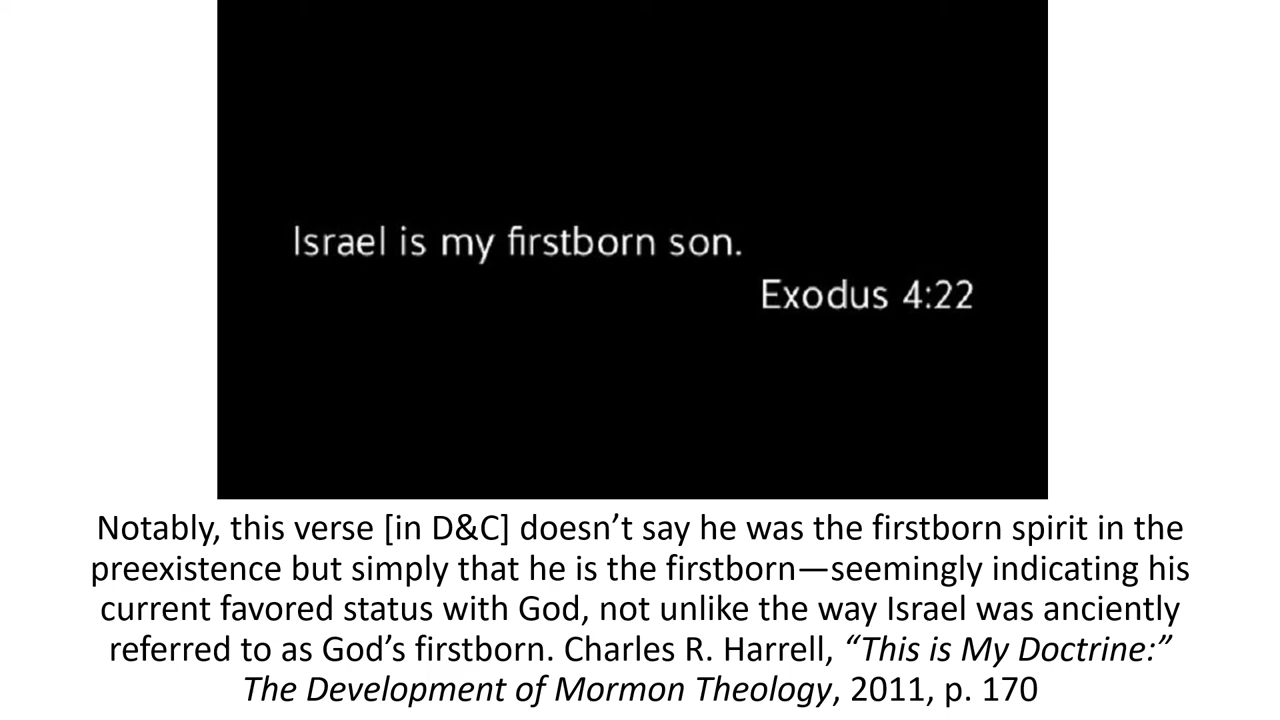 Israel is my firstborn son.
Exodus 4:22
Notably, this verse [in D&C] doesn’t say he was the firstborn spirit in the
preexistence but simply that he is the firstborn—seemingly indicating his
current favored status with God, not unlike the way Israel was anciently
referred to as God’s firstborn. Charles R. Harrell, “This is My Doctrine:”
The Development of Mormon Theology, 2011, p. 170